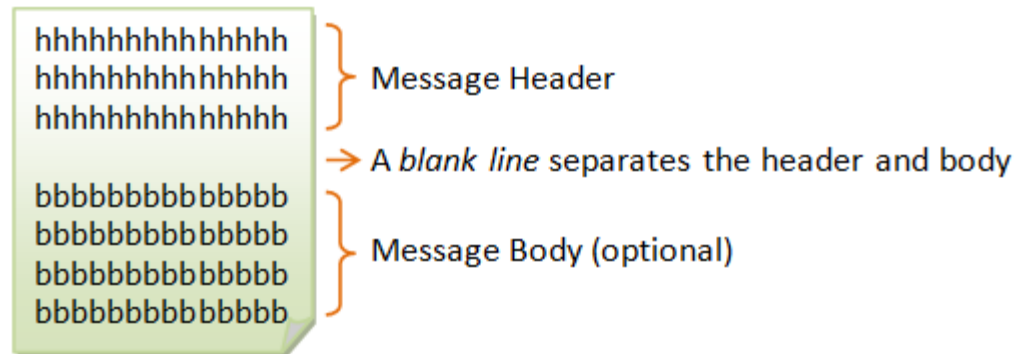 hhhhhhhhhhhhhh
hhhhhhhhhhhhhh
hhhhhhhhhhhhhh
Message Header
A blank line separates the header and body
bbbbbbbbbbbbbb
bbbbbbbbbbbbbb
bbbbbbbbbbbbbb
bbbbbbbbbbbbbb
Message Body (optional)